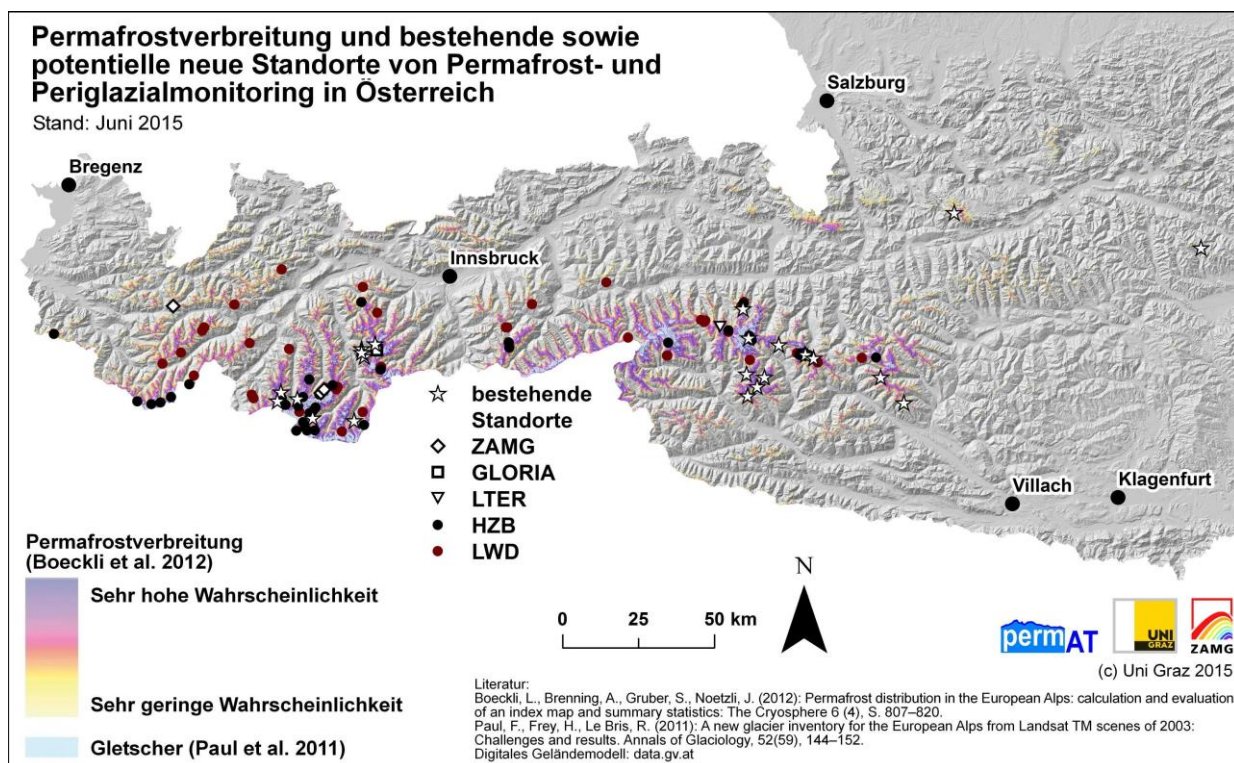 Permafrostverbreitung und bestehende sowie
potentielle neue Standorte von Permafrost- und
Periglazialmonitoring in Österreich
Stand: Juni 2015
Salzburg
Bregenz
Innsbruck
bestehende
Standorte
ZAMG
GLORIA
LTER
HZB
LWD
Villach
Klagenfurt
Permafrostverbreitung
(Boeckli et al. 2012)
Sehr hohe Wahrscheinlichkeit
Sehr geringe Wahrscheinlichkeit
Gletscher (Paul et al. 2011)
N
0 25 50 km
permAT
UNI
GRAZ
ZAMG
(c) Uni Graz 2015
Literatur:
Boeckli, L., Brenning, A., Gruber, S., Noetzli, J. (2012): Permafrost distribution in the European Alps: calculation and evaluation
of an index map and summary statistics: The Cryosphere 6 (4), S. 807–820.
Paul, F., Frey, H., Le Bris, R. (2011): A new glacier inventory for the European Alps from Landsat TM scenes of 2003:
Challenges and results. Annals of Glaciology, 52(59), 144–152.
Digitales Geländemodell: data.gv.at